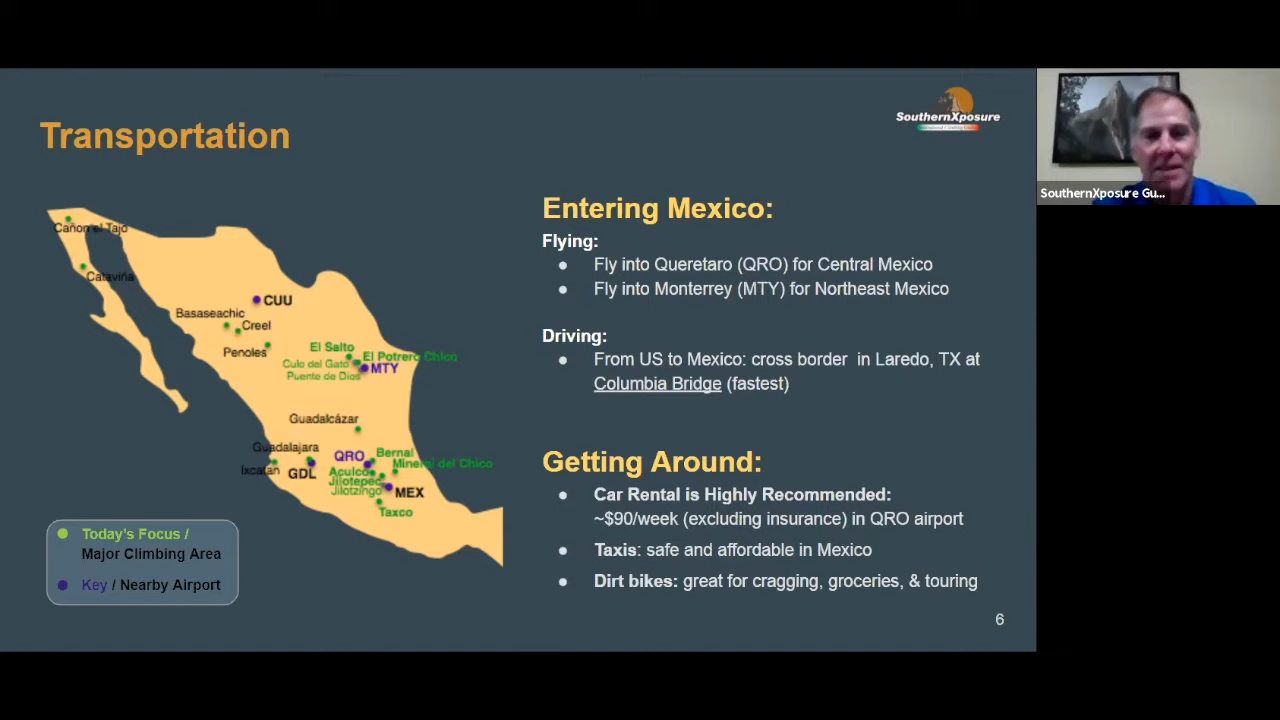 Transportation
SouthernXposure
SouthernXposure Gu...
Cañon el Tajo
Cataviña
CUU
Basaseachic
Creel
Penoles
El Salto
El Potrero Chico
Culo del Gato
MTY
Puente de Dios
Guadalcázar
Guadalajara
Ixcatan
GDL
QRO
Bernal
Mineral del Chico
Aculco
Jilotepec
Jilotzingo
MEX
Taxco
Today's Focus /
Major Climbing Area
Key / Nearby Airport
Entering Mexico:
Flying:
● Fly into Queretaro (QRO) for Central Mexico
● Fly into Monterrey (MTY) for Northeast Mexico
Driving:
● From US to Mexico: cross border in Laredo, TX at
Columbia Bridge (fastest)
Getting Around:
● Car Rental is Highly Recommended:
~$90/week (excluding insurance) in QRO airport
● Taxis: safe and affordable in Mexico
● Dirt bikes: great for cragging, groceries, & touring
6